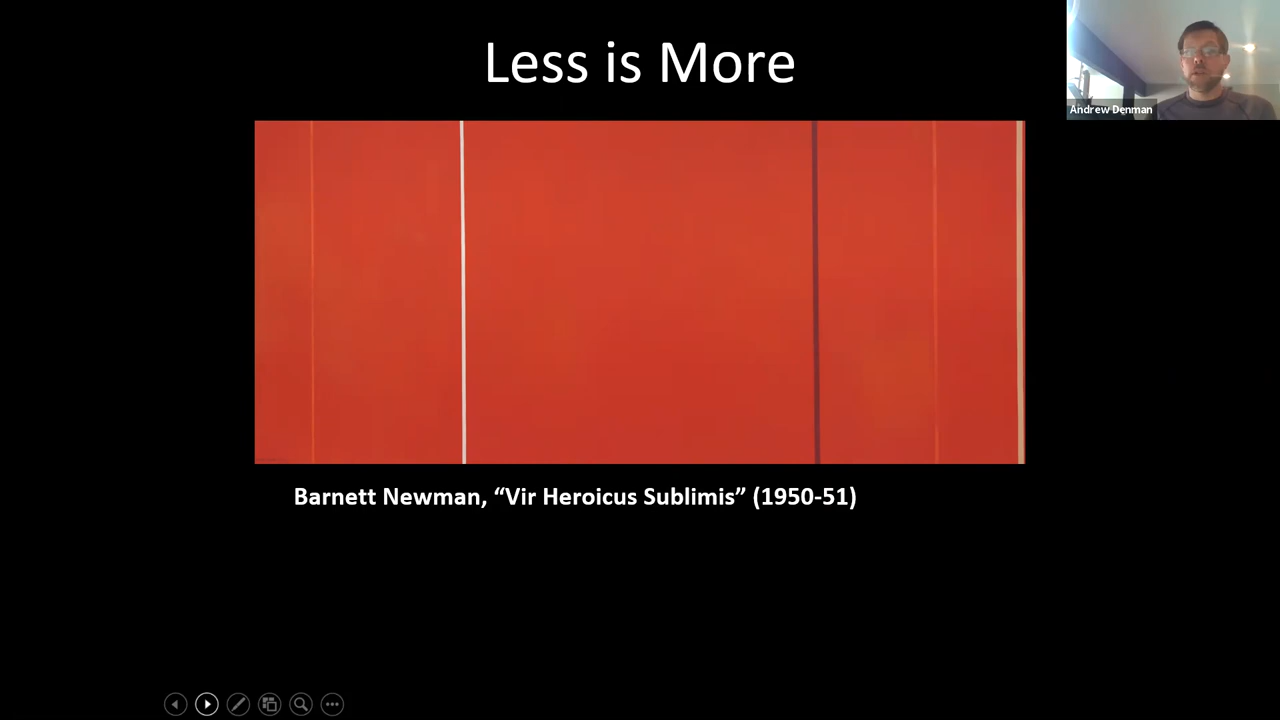 Less is More
Andrew Denman
Barnett Newman, “Vir Heroicus Sublimis” (1950-51)